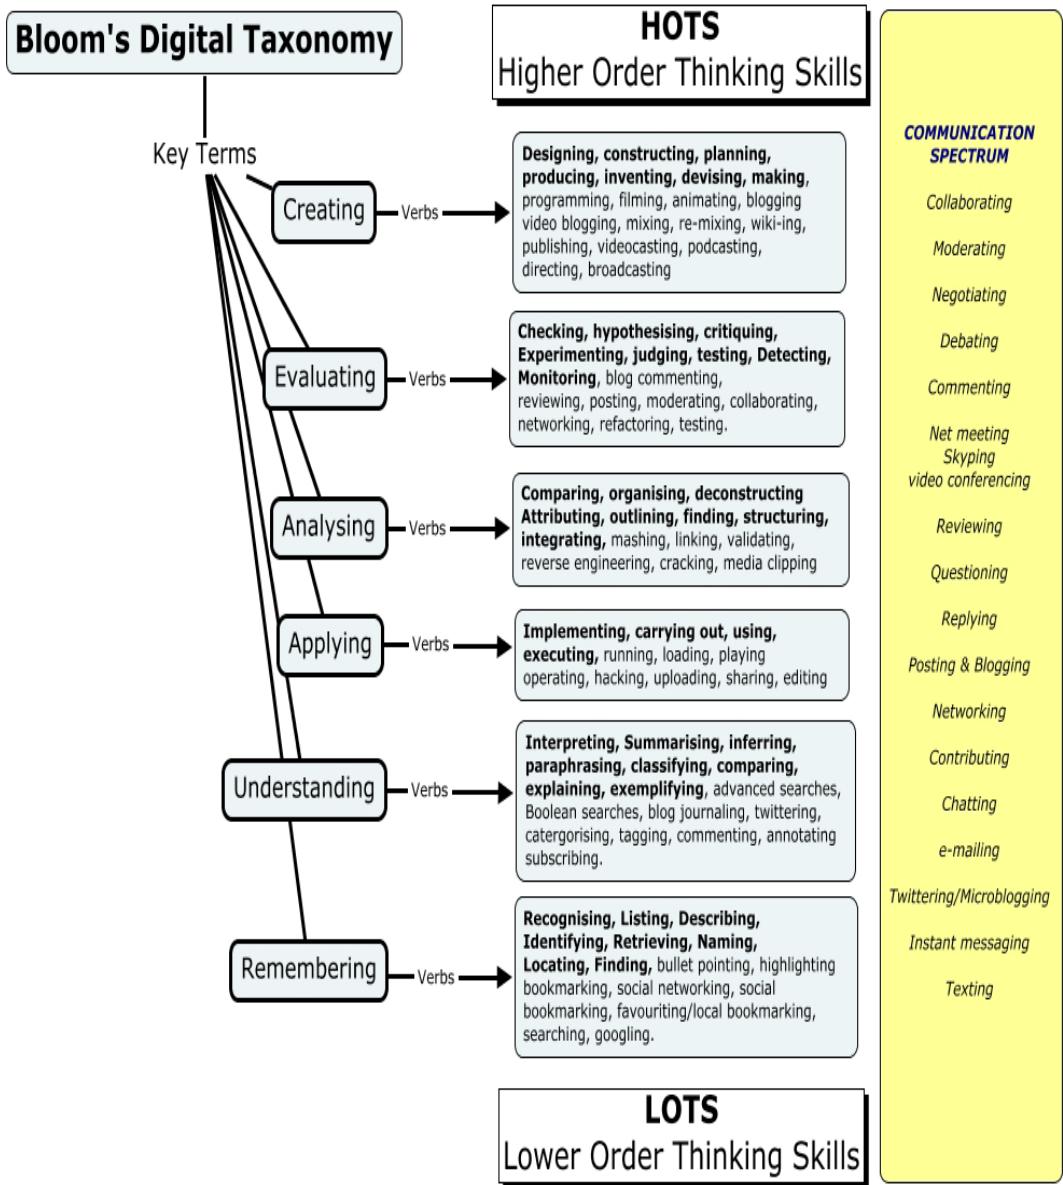 Bloom's Digital Taxonomy
HOTS
Higher Order Thinking Skills
Key Terms
Creating
Verbs
Designing, constructing, planning,
producing, inventing, devising, making,
programming, filming, animating, blogging
video blogging, mixing, re-mixing, wiki-ing,
publishing, videocasting, podcasting,
directing, broadcasting
Evaluating
Verbs
Checking, hypothesising, critiquing,
Experimenting, judging, testing, Detecting,
Monitoring, blog commenting,
reviewing, posting, moderating, collaborating,
networking, refactoring, testing.
Analysing
Verbs
Comparing, organising, deconstructing
Attributing, outlining, finding, structuring,
integrating, mashing, linking, validating,
reverse engineering, cracking, media clipping
Applying
Verbs
Implementing, carrying out, using,
executing, running, loading, playing
operating, hacking, uploading, sharing, editing
Understanding
Verbs
Interpreting, Summarising, inferring,
paraphrasing, classifying, comparing,
explaining, exemplifying, advanced searches,
Boolean searches, blog journaling, twittering,
catergorising, tagging, commenting, annotating
subscribing.
Remembering
Verbs
Recognising, Listing, Describing,
Identifying, Retrieving, Naming,
Locating, Finding, bullet pointing, highlighting
bookmarking, social networking, social
bookmarking, favouriting/local bookmarking,
searching, googling.
LOTS
Lower Order Thinking Skills
COMMUNICATION
SPECTRUM
Collaborating
Moderating
Negotiating
Debating
Commenting
Net meeting
Skyping
video conferencing
Reviewing
Questioning
Replying
Posting & Blogging
Networking
Contributing
Chatting
e-mailing
Twittering/Microblogging
Instant messaging
Texting